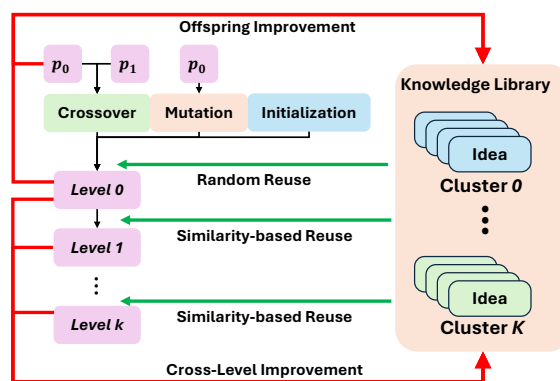 Offspring Improvement
p0
p1
p0
Knowledge Library
Crossover
Mutation
Initialization
Idea
Cluster 0
Random Reuse
Level 0
Level 1
Similarity-based Reuse
Idea
Cluster K
Level k
Similarity-based Reuse
Cross-Level Improvement